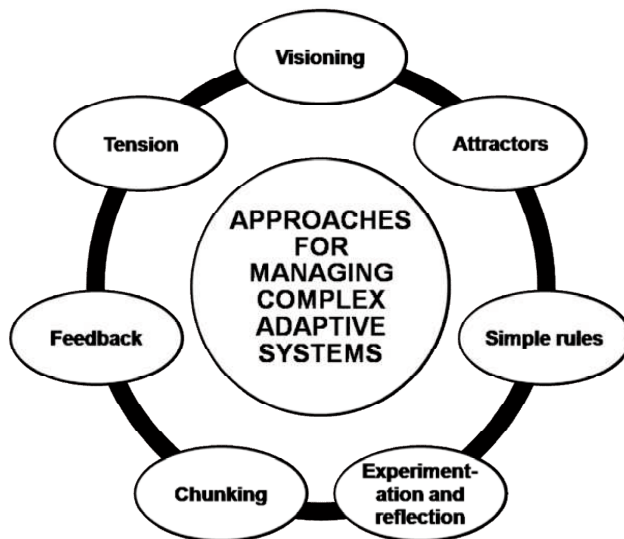 Visioning
Tension
Attractors
APPROACHES
FOR
MANAGING
COMPLEX
ADAPTIVE
SYSTEMS
Feedback
Simple rules
Chunking
Experiment-
ation and
reflection